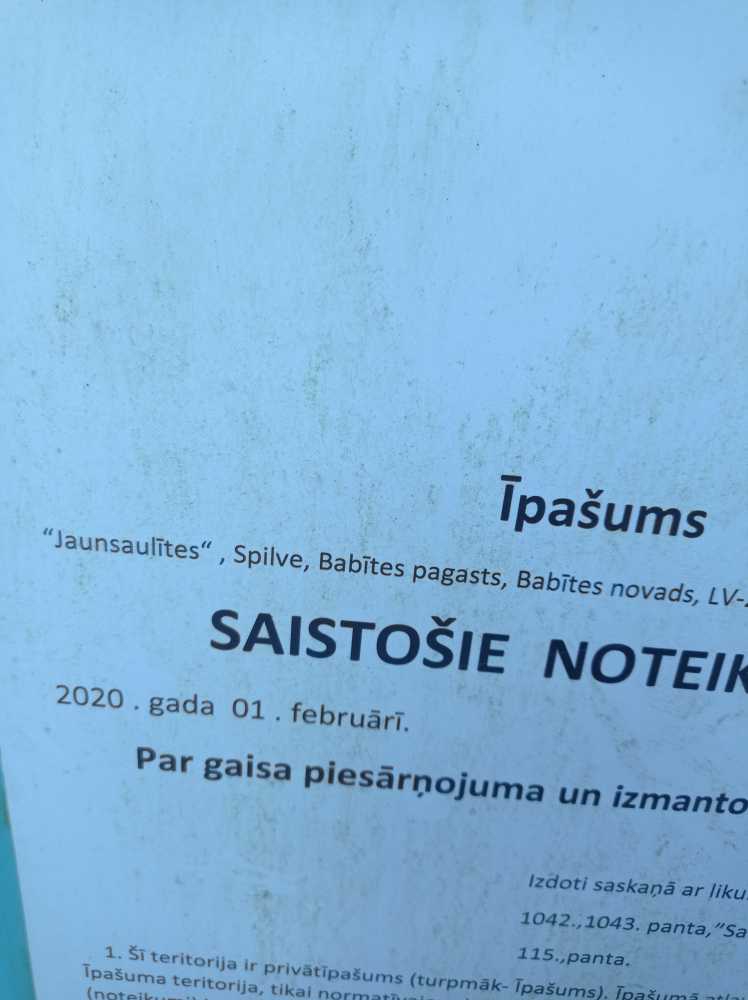 Īpašums
“Jaunsaulītes“ , Spilve, Babītes pagasts, Babītes novads, LV-
SAISTOŠIE NOTEIK
2020 . gada 01 . februārī.
Par gaisa piesārņojuma un izmanto
Izdoti saskaņā ar ļiku
1042.,1043. panta,”Sa
115.,panta.
1. Šī teritorija ir privātīpašums (turpmāk- Īpašums). Īpašumā
Īpašuma teritorija, tikai